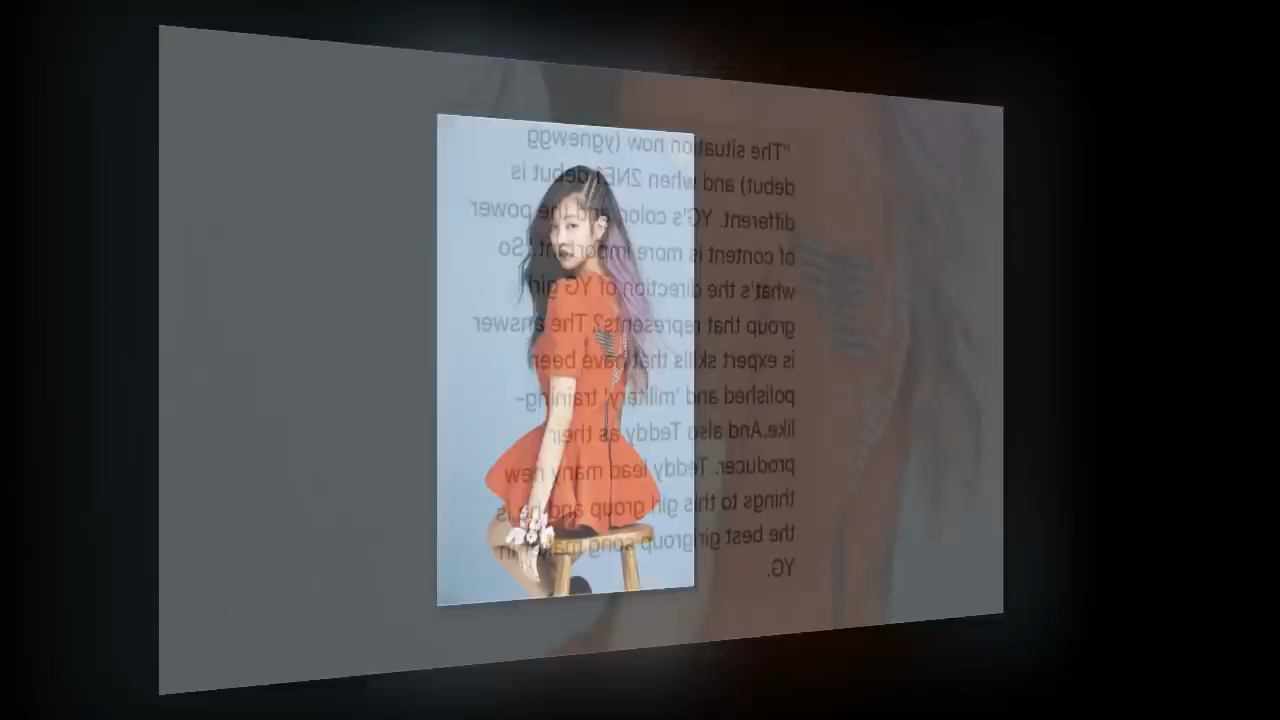 "The situation now (ygnewgg
debut) and when 2NE1 debut is
different. YG's color and the power
of content is more important.' So
what's the direction of YG girl
group that represents? The answer
is expert skills that have been
polished and 'military' training-
like.And also Teddy as their
producer. Teddy lead many new
things to this girl group and he is
the best girlgroup song maker in
YG.